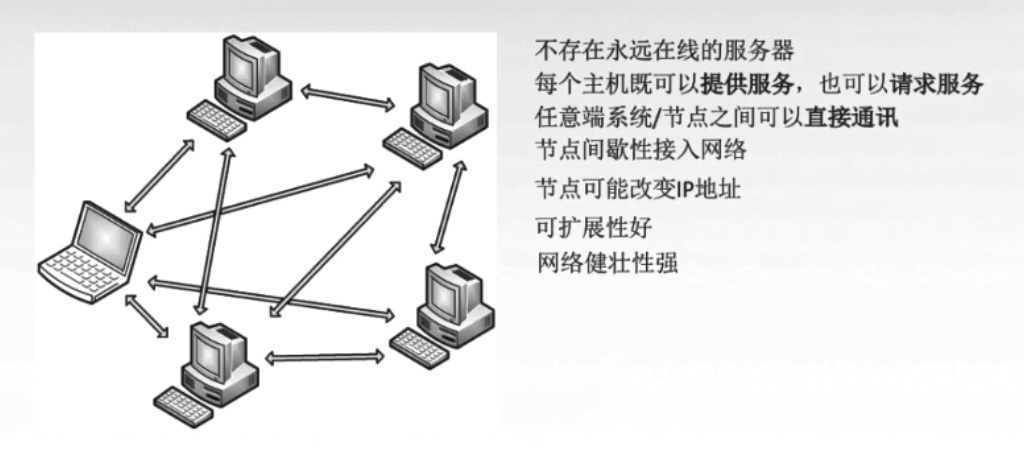 不存在永远在线的服务器
每个主机既可以提供服务，也可以请求服务
任意端系统/节点之间可以直接通讯
节点间歇性接入网络
节点可能改变IP地址
可扩展性好
网络健壮性强